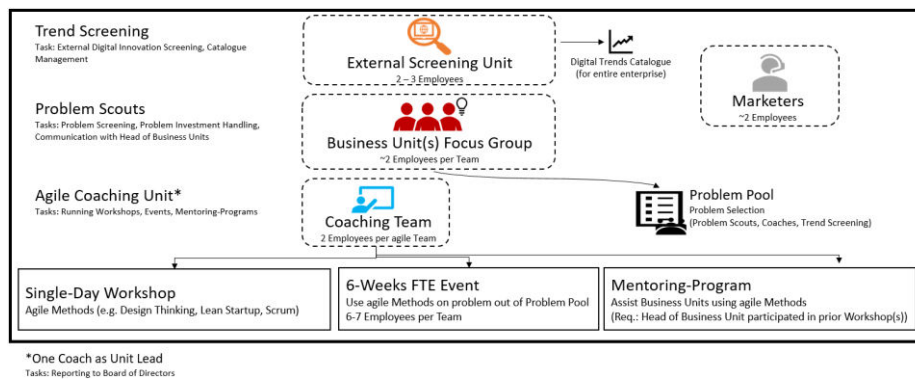 Trend Screening
Task: External Digital Innovation Screening, Catalogue
Management
External Screening Unit
2 – 3 Employees
Digital Trends Catalogue
(for entire enterprise)
Marketers
~2 Employees
Problem Scouts
Tasks: Problem Screening, Problem Investment Handling,
Communication with Head of Business Units
Business Unit(s) Focus Group
~2 Employees per Team
Agile Coaching Unit*
Tasks: Running Workshops, Events, Mentoring-Programs
Coaching Team
2 Employees per agile Team
Problem Pool
Problem Selection
(Problem Scouts, Coaches, Trend Screening)
Single-Day Workshop
Agile Methods (e.g. Design Thinking, Lean Startup, Scrum)
6-Weeks FTE Event
Use agile Methods on problem out of Problem Pool
6-7 Employees per Team
Mentoring-Program
Assist Business Units using agile Methods
(Req.: Head of Business Unit participated in prior Workshop(s))
*One Coach as Unit Lead
Tasks: Reporting to Board of Directors